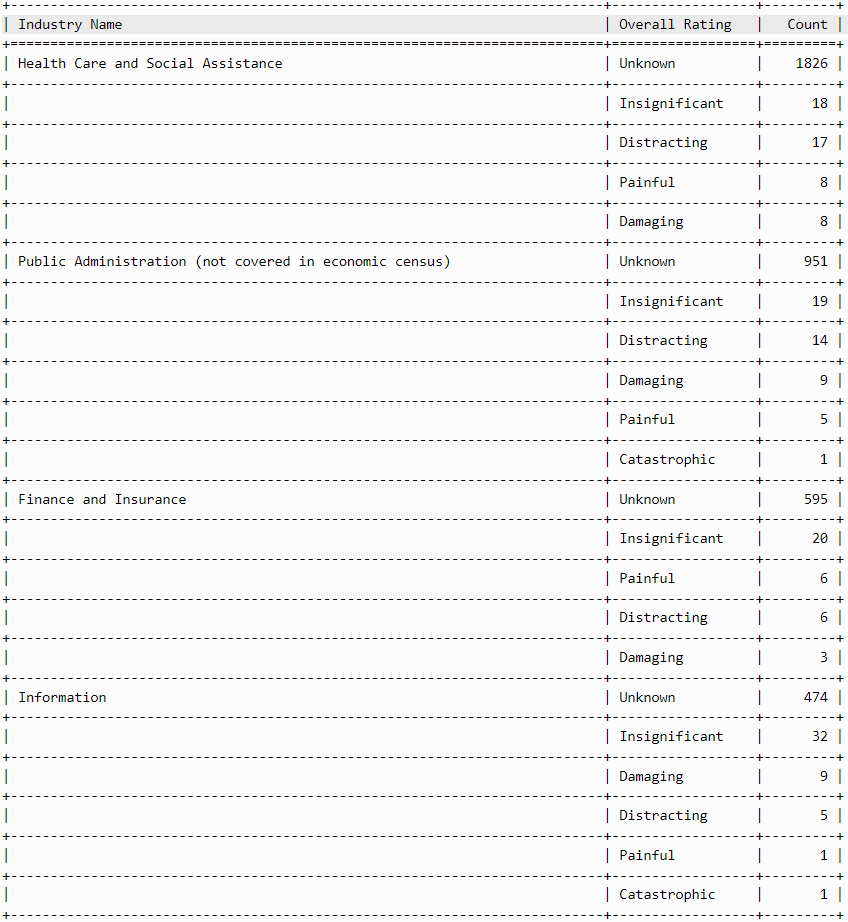 Industry Name | Overall Rating | Count
Health Care and Social Assistance | Unknown | 1826
| Insignificant | 18
| Distracting | 17
| Painful | 8
| Damaging | 8
Public Administration (not covered in economic census) | Unknown | 951
| Insignificant | 19
| Distracting | 14
| Damaging | 9
| Painful | 5
| Catastrophic | 1
Finance and Insurance | Unknown | 595
| Insignificant | 20
| Painful | 6
| Distracting | 6
| Damaging | 3
Information | Unknown | 474
| Insignificant | 32
| Damaging | 9
| Distracting | 5
| Painful | 1
| Catastrophic | 1